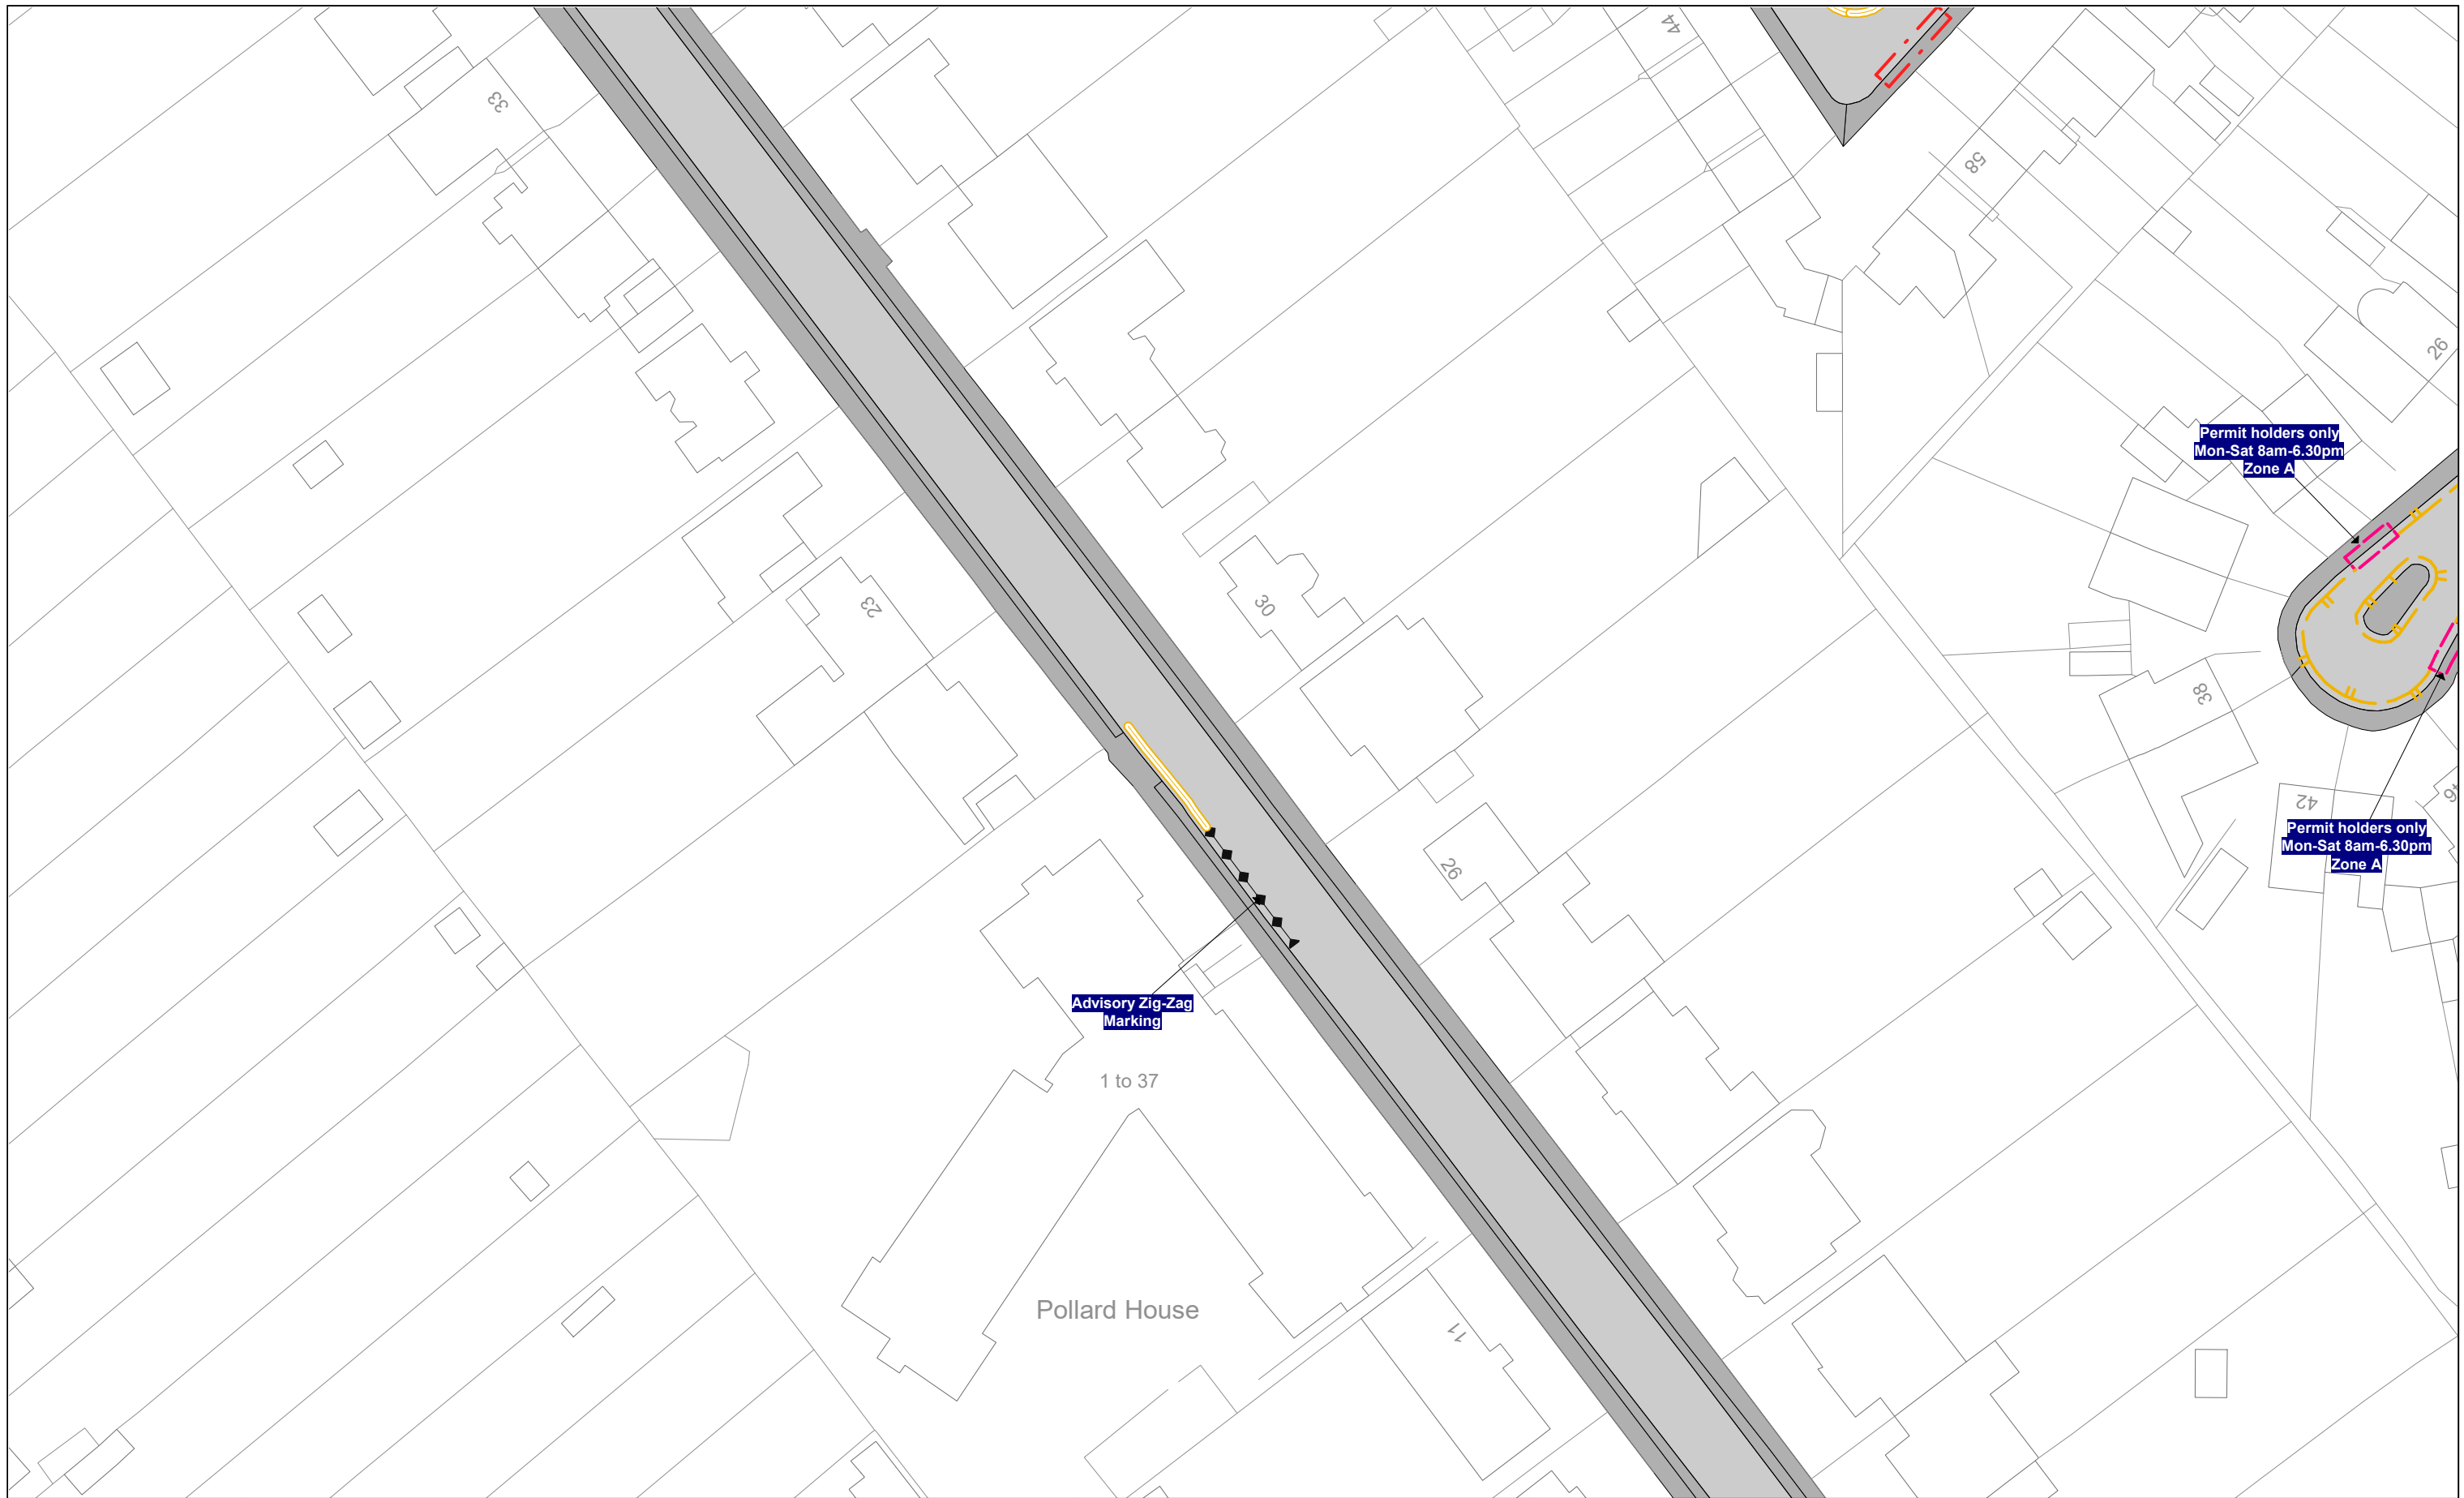 44
33
58
26
Permit holders only
Mon-Sat 8am-6.30pm
Zone A
23
30
38
42
Permit holders only
Mon-Sat 8am-6.30pm
Zone A
26
Advisory Zig-Zag
Marking
1 to 37
Pollard House
11